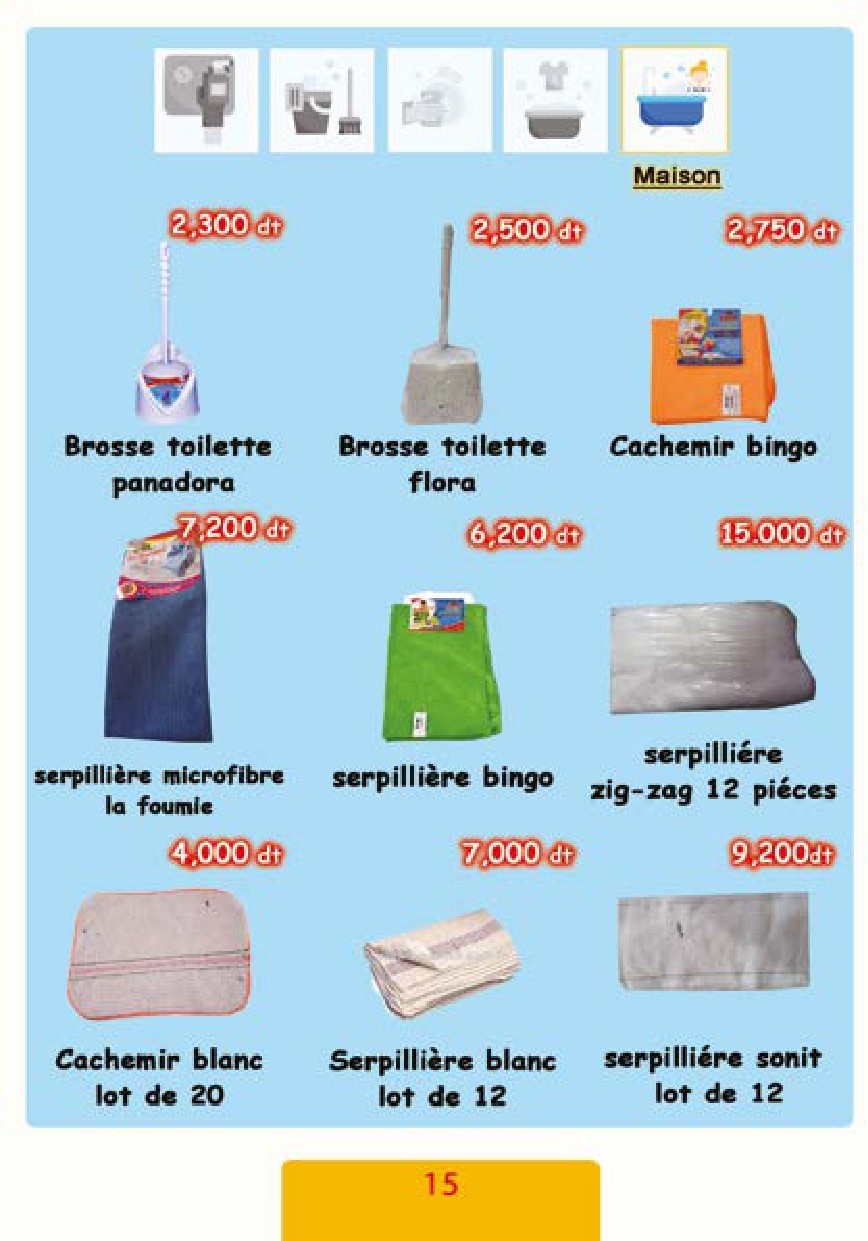 Maison
2,300 dt
2,500 dt
2,750 dt
Brosse toilette
panadora
Brosse toilette
flora
Cachemir bingo
7,200 dt
6,200 dt
15.000 dt
serpillière microfibre
la foumie
serpillière bingo
serpilliére
zig-zag 12 piéces
4,000 dt
7,000 dt
9,200dt
Cachemir blanc
lot de 20
Serpillière blanc
lot de 12
serpilliére sonit
lot de 12
15